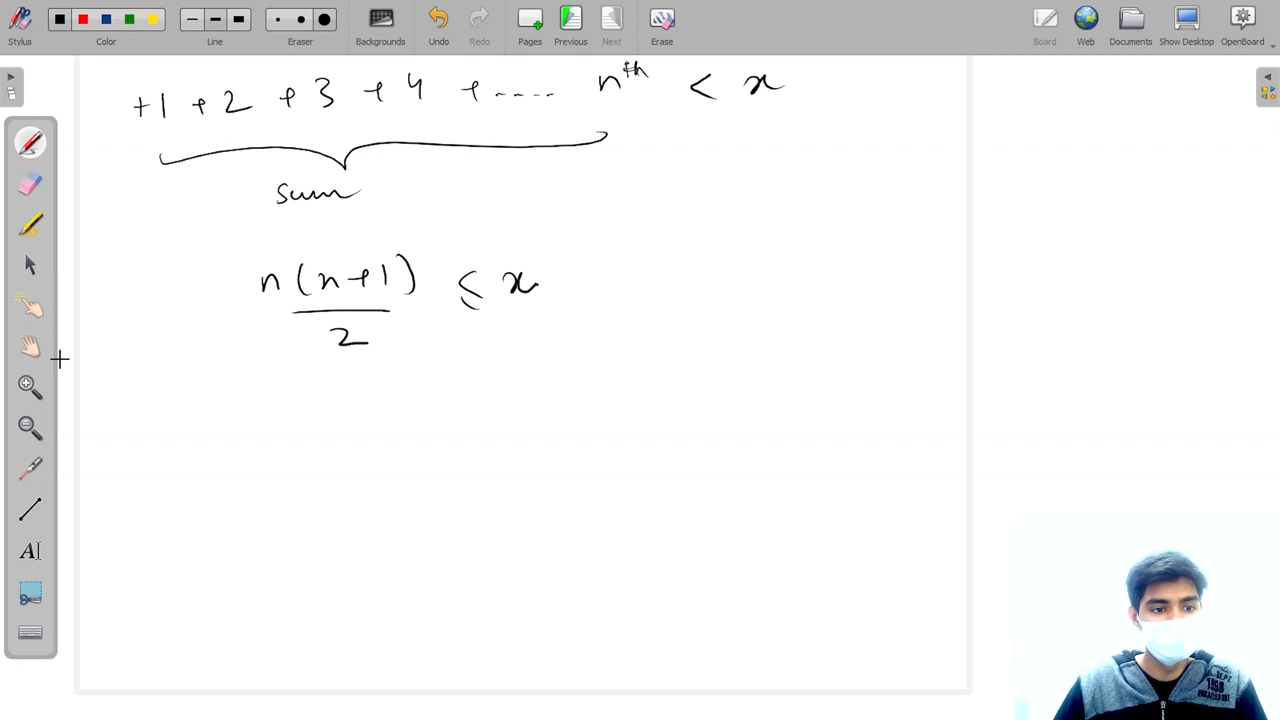 Stylus Color Line Eraser Backgrounds Undo Redo Pages Previous Next Erase Board Web Documents Show Desktop OpenBoard
+1 + 2 + 3 + 4 + .... nth < x
sum
n(n+1) ≤ x
2
A
1998